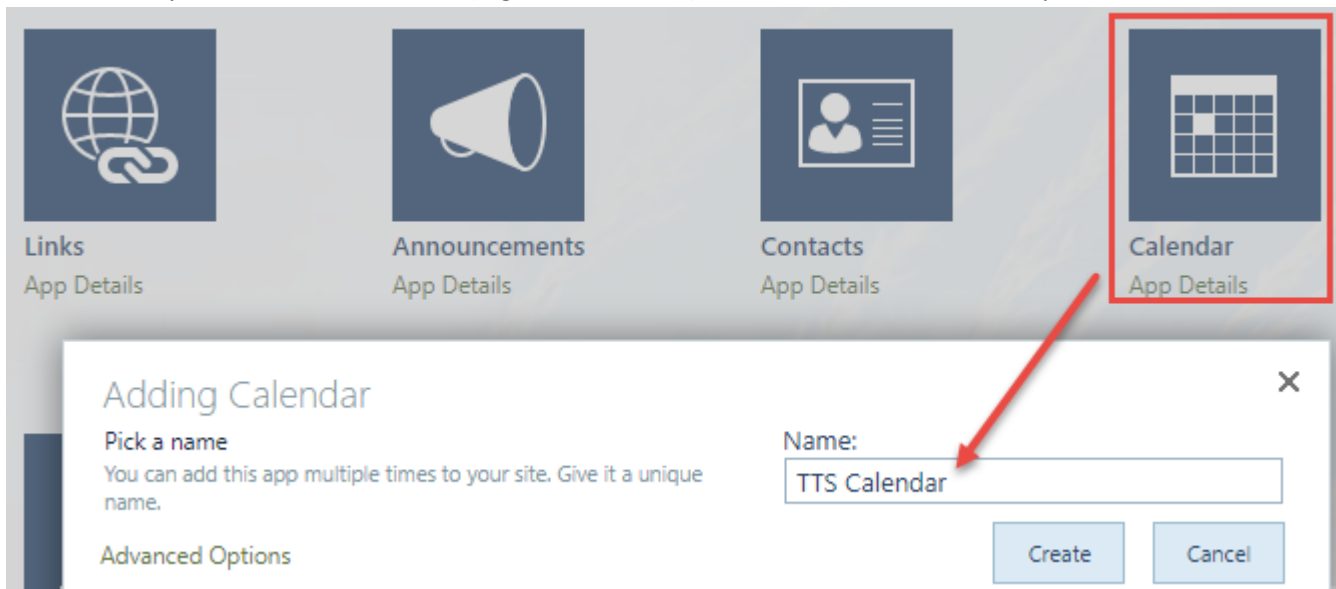 Links
Announcements
Contacts
Calendar
App Details
App Details
App Details
App Details
Adding Calendar
Pick a name
You can add this app multiple times to your site. Give it a unique
name.
Advanced Options
Name:
TTS Calendar
Create
Cancel